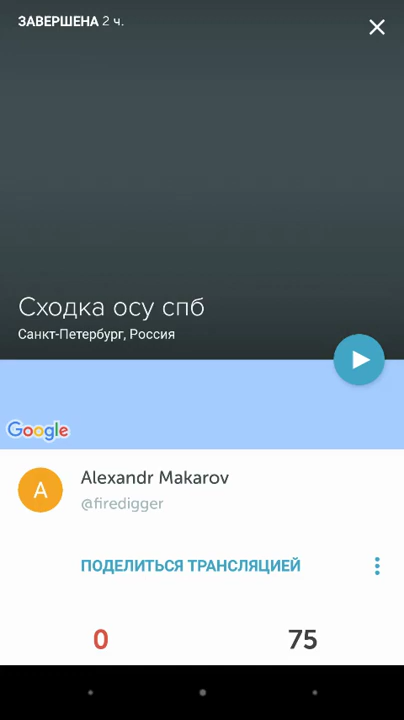 ЗАВЕРШЕНА 2 ч.
Сходка осу спб
Санкт-Петербург, Россия
Google
A
Alexandr Makarov
@firedigger
ПОДЕЛИТЬСЯ ТРАНСЛЯЦИЕЙ
0 75